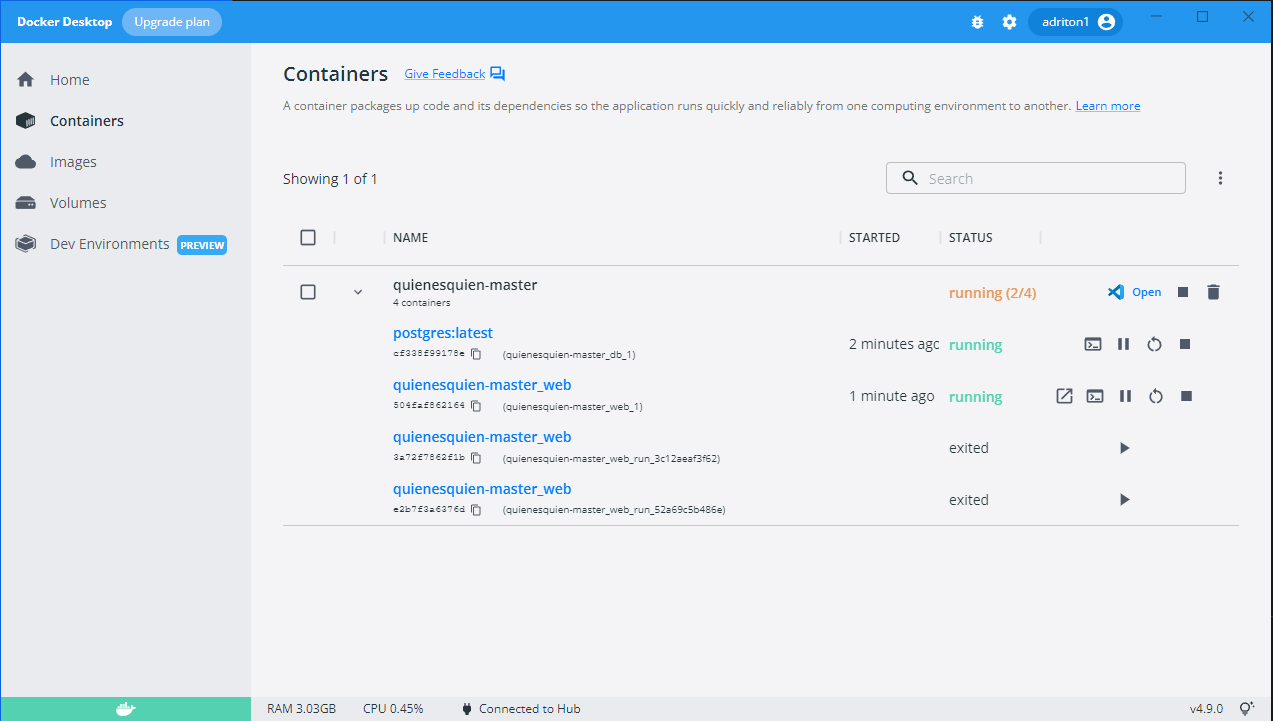 Docker Desktop Upgrade plan adriton1
Home
Containers
Images
Volumes
Dev Environments PREVIEW
Containers Give Feedback
A container packages up code and its dependencies so the application runs quickly and reliably from one computing environment to another. Learn more
Showing 1 of 1 Search
NAME STARTED STATUS
quienesquien-master running (2/4) Open
4 containers
postgres:latest 2 minutes ago running
cf338f99178e (quienesquien-master_db_1)
quienesquien-master_web 1 minute ago running
504faf862164 (quienesquien-master_web_1)
quienesquien-master_web exited
3a72f7862f1b (quienesquien-master_web_run_3c12aeaf3f62)
quienesquien-master_web exited
e2b7f3a6376d (quienesquien-master_web_run_52a69c5b486e)
RAM 3.03GB CPU 0.45% Connected to Hub v4.9.0